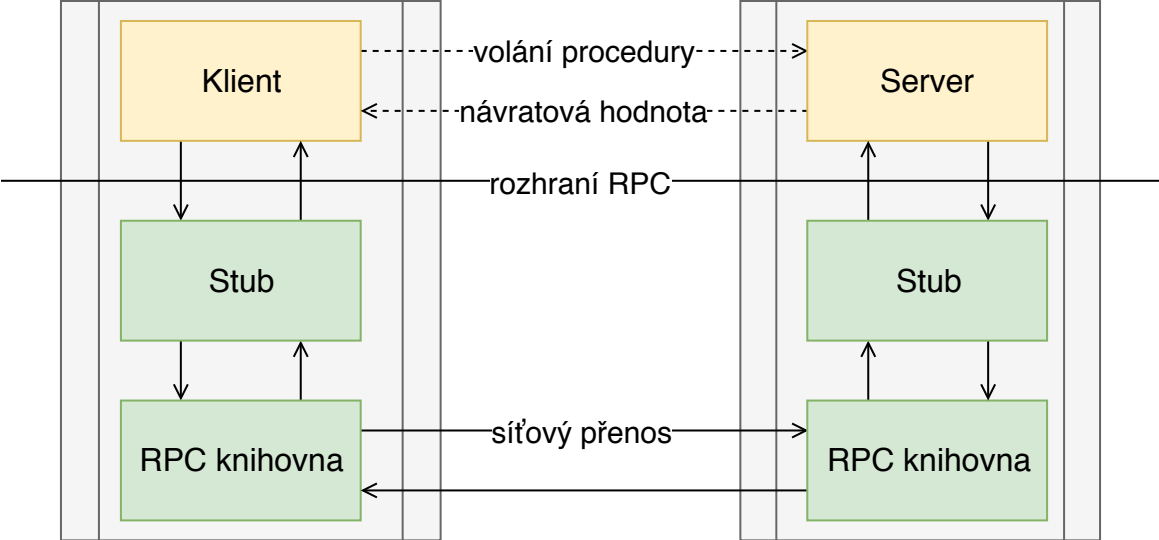 Klient
volání procedury
Server
návratová hodnota
rozhraní RPC
Stub
Stub
RPC knihovna
síťový přenos
RPC knihovna